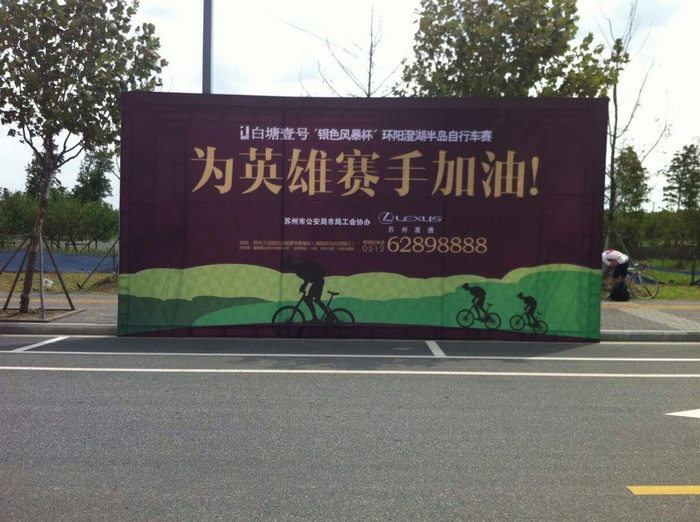 白塘壹号 "银色风暴杯" 环阳澄湖半岛自行车赛
为英雄赛手加油!
苏州市公安局市局工会协办 LEXUS
苏州凌通
0512 62898888